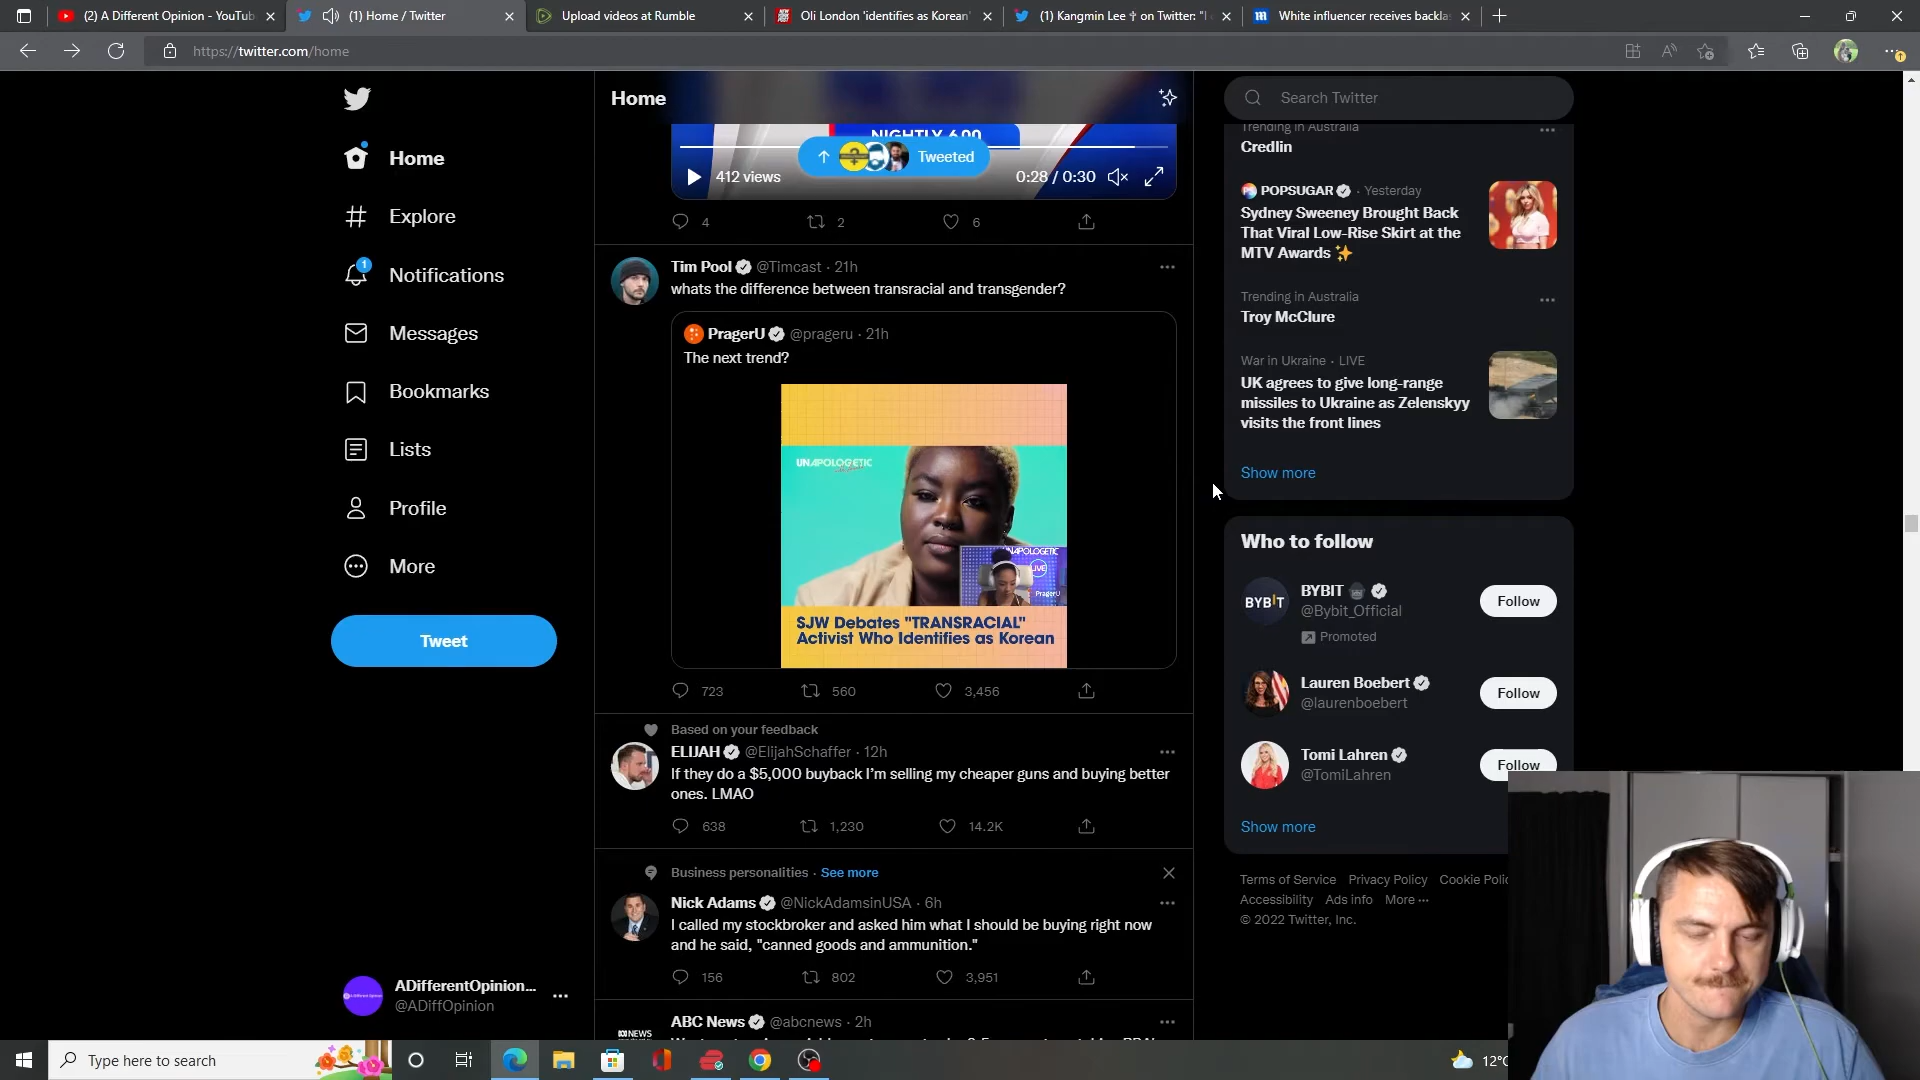 (2) A Different Opinion - YouTub
(1) Home / Twitter
Upload videos at Rumble
Oli London 'identifies as Korean'
(1) Kangmin Lee ✝ on Twitter: "I
White influencer receives backla
https://twitter.com/home
Home
Search Twitter
Home
Explore
1
Notifications
Messages
Bookmarks
Lists
Profile
More
Tweet
ADifferentOpinion...
@ADiffOpinion
NIGHTLY 6.00
Tweeted
412 views
0:28 / 0:30
4
2
6
Tim Pool @Timcast · 21h
whats the difference between transracial and transgender?
PragerU @prageru · 21h
The next trend?
UNAPOLOGETIC
UNAPOLOGETIC
LIVE
PragerU
SJW Debates "TRANSRACIAL"
Activist Who Identifies as Korean
723
560
3,456
Based on your feedback
ELIJAH @ElijahSchaffer · 12h
If they do a $5,000 buyback I'm selling my cheaper guns and buying better
ones. LMAO
638
1,230
14.2K
Business personalities · See more
Nick Adams @NickAdamsinUSA · 6h
I called my stockbroker and asked him what I should be buying right now
and he said, "canned goods and ammunition."
156
802
3,951
NEWS
ABC News @abcnews · 2h
Trending in Australia
Credlin
POPSUGAR · Yesterday
Sydney Sweeney Brought Back
That Viral Low-Rise Skirt at the
MTV Awards ✨
Trending in Australia
Troy McClure
War in Ukraine · LIVE
UK agrees to give long-range
missiles to Ukraine as Zelenskyy
visits the front lines
Show more
Who to follow
BYBIT
BYBIT
@Bybit_Official
Promoted
Follow
Lauren Boebert
@laurenboebert
Follow
Tomi Lahren
@TomiLahren
Follow
Show more
Terms of Service Privacy Policy Cookie Polic
Accessibility Ads info More ···
© 2022 Twitter, Inc.
Type here to search
12°C